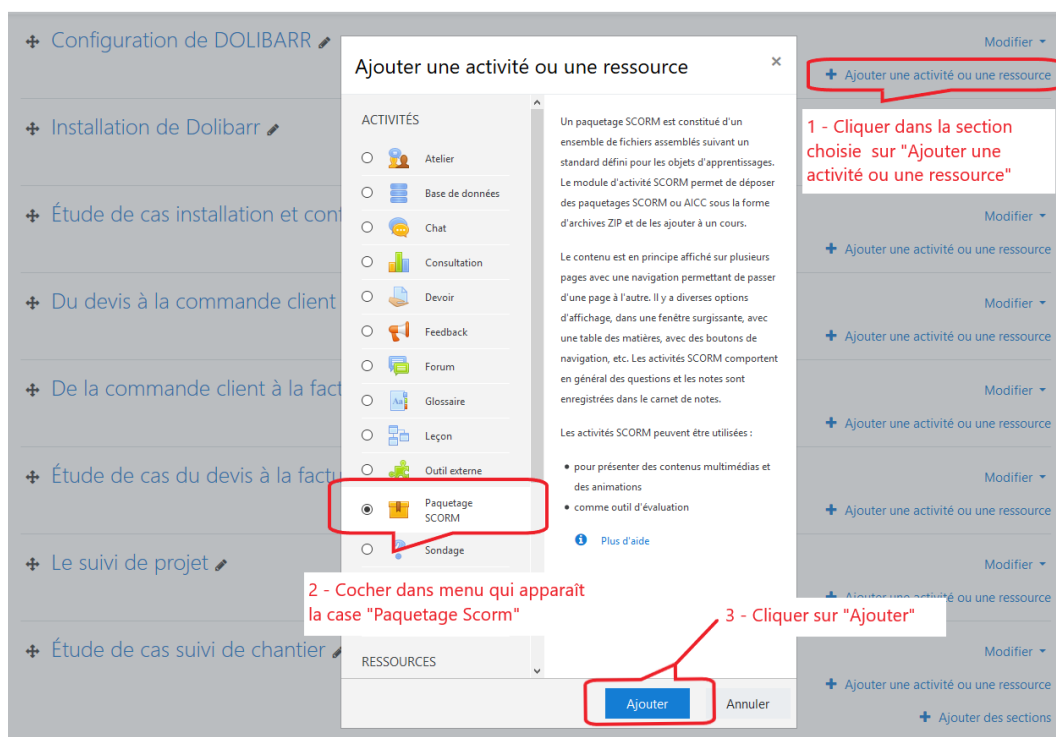 Configuration de DOLIBARR
Modifier
Ajouter une activité ou une ressource
Installation de Dolibarr
Étude de cas installation et conf
Modifier
Ajouter une activité ou une ressource
Du devis à la commande client
Modifier
Ajouter une activité ou une ressource
De la commande client à la fact
Modifier
Ajouter une activité ou une ressource
Étude de cas du devis à la factu
Modifier
Ajouter une activité ou une ressource
Le suivi de projet
Modifier
Ajouter une activité ou une ressource
Étude de cas suivi de chantier
Modifier
Ajouter une activité ou une ressource
Ajouter des sections
Ajouter une activité ou une ressource
×
ACTIVITÉS
Atelier
Base de données
Chat
Consultation
Devoir
Feedback
Forum
Glossaire
Leçon
Outil externe
Paquetage
SCORM
Sondage
RESSOURCES
Un paquetage SCORM est constitué d'un
ensemble de fichiers assemblés suivant un
standard défini pour les objets d'apprentissages.
Le module d'activité SCORM permet de déposer
des paquetages SCORM ou AICC sous la forme
d'archives ZIP et de les ajouter à un cours.
Le contenu est en principe affiché sur plusieurs
pages avec une navigation permettant de passer
d'une page à l'autre. Il y a diverses options
d'affichage, dans une fenêtre surgissante, avec
une table des matières, avec des boutons de
navigation, etc. Les activités SCORM comportent
en général des questions et les notes sont
enregistrées dans le carnet de notes.
Les activités SCORM peuvent être utilisées :
• pour présenter des contenus multimédias et
des animations
• comme outil d'évaluation
Plus d'aide
Ajouter
Annuler
1 - Cliquer dans la section
choisie sur "Ajouter une
activité ou une ressource"
2 - Cocher dans menu qui apparaît
la case "Paquetage Scorm"
3 - Cliquer sur "Ajouter"